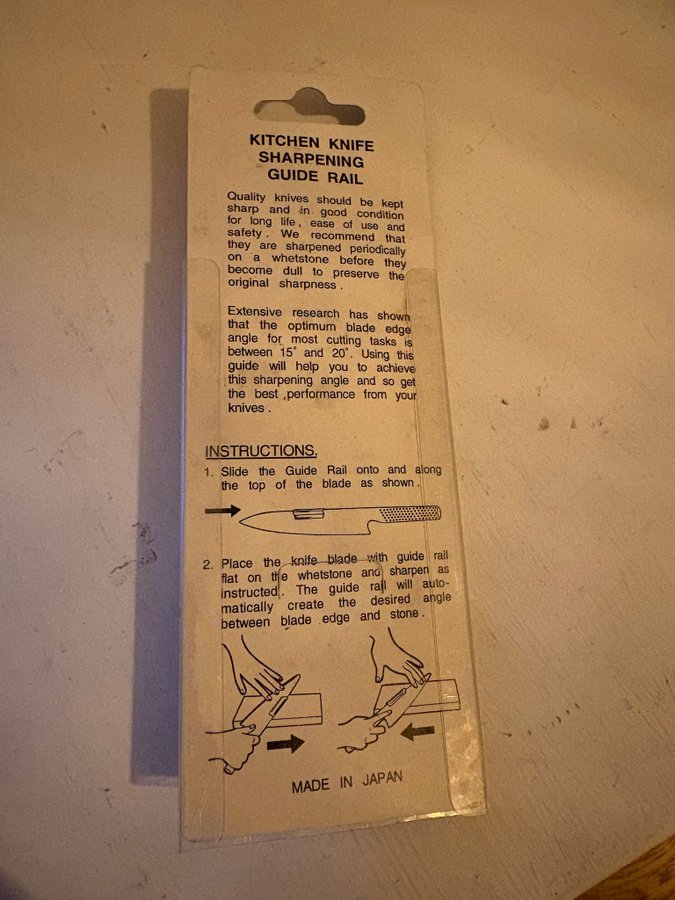 KITCHEN KNIFE
SHARPENING
GUIDE RAIL
Quality knives should be kept
sharp and in good condition
for long life, ease of use and
safety. We recommend that
they are sharpened periodically
on a whetstone before they
become dull to preserve the
original sharpness.
Extensive research has shown
that the optimum blade edge
angle for most cutting tasks is
between 15° and 20°. Using this
guide will help you to achieve
this sharpening angle and so get
the best ,performance from your
knives.
INSTRUCTIONS.
1. Slide the Guide Rail onto and along
the top of the blade as shown.
2. Place the knife blade with guide rail
flat on the whetstone and sharpen as
instructed. The guide rail will auto-
matically create the desired angle
between blade edge and stone.
MADE IN JAPAN